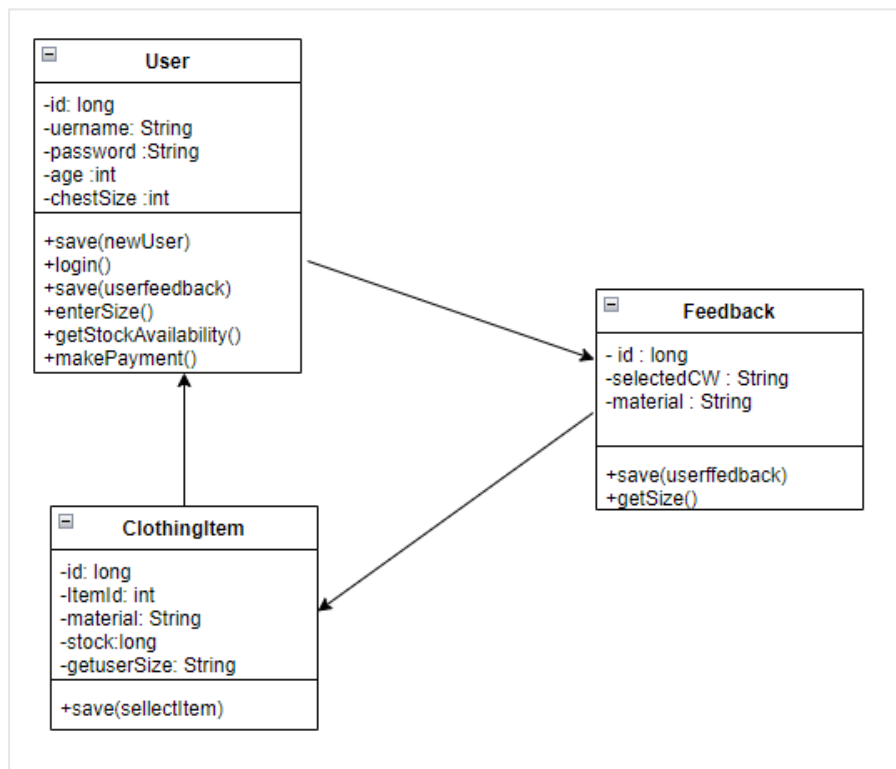 User
-id: long
-uername: String
-password :String
-age :int
-chestSize :int
+save(newUser)
+login()
+save(userfeedback)
+enterSize()
+getStockAvailability()
+makePayment()
Feedback
- id : long
-selectedCW : String
-material : String
+save(userffedback)
+getSize()
ClothingItem
-id: long
-ItemId: int
-material: String
-stock:long
-getuserSize: String
+save(sellectItem)